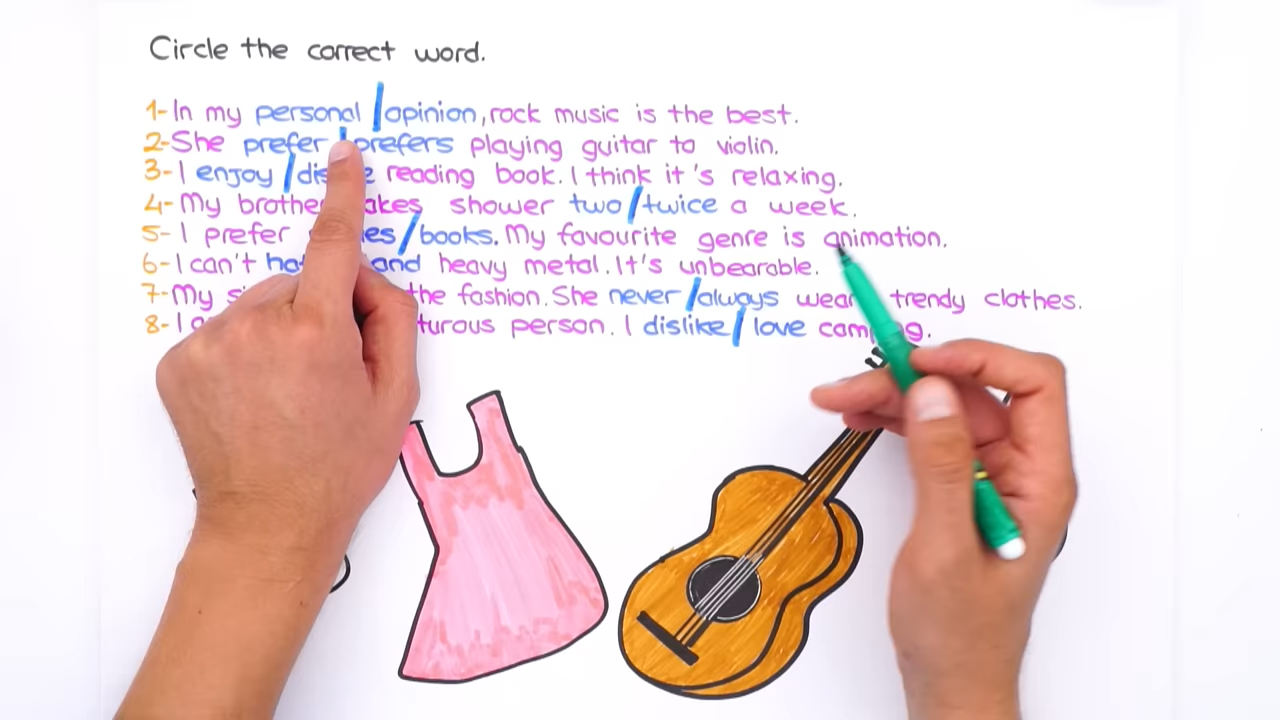 Circle the correct word.
1-In my personal/opinion, rock music is the best.
2-She prefer/prefers playing guitar to violin.
3-I enjoy/ reading book. I think it's relaxing.
4-My brother shower two/twice a week.
5-I prefer /books. My favourite genre is animation.
6-I can't heavy metal. It's unbearable.
7-My the fashion. She never/always wear trendy clothes.
8-I person. I dislike/love camping.